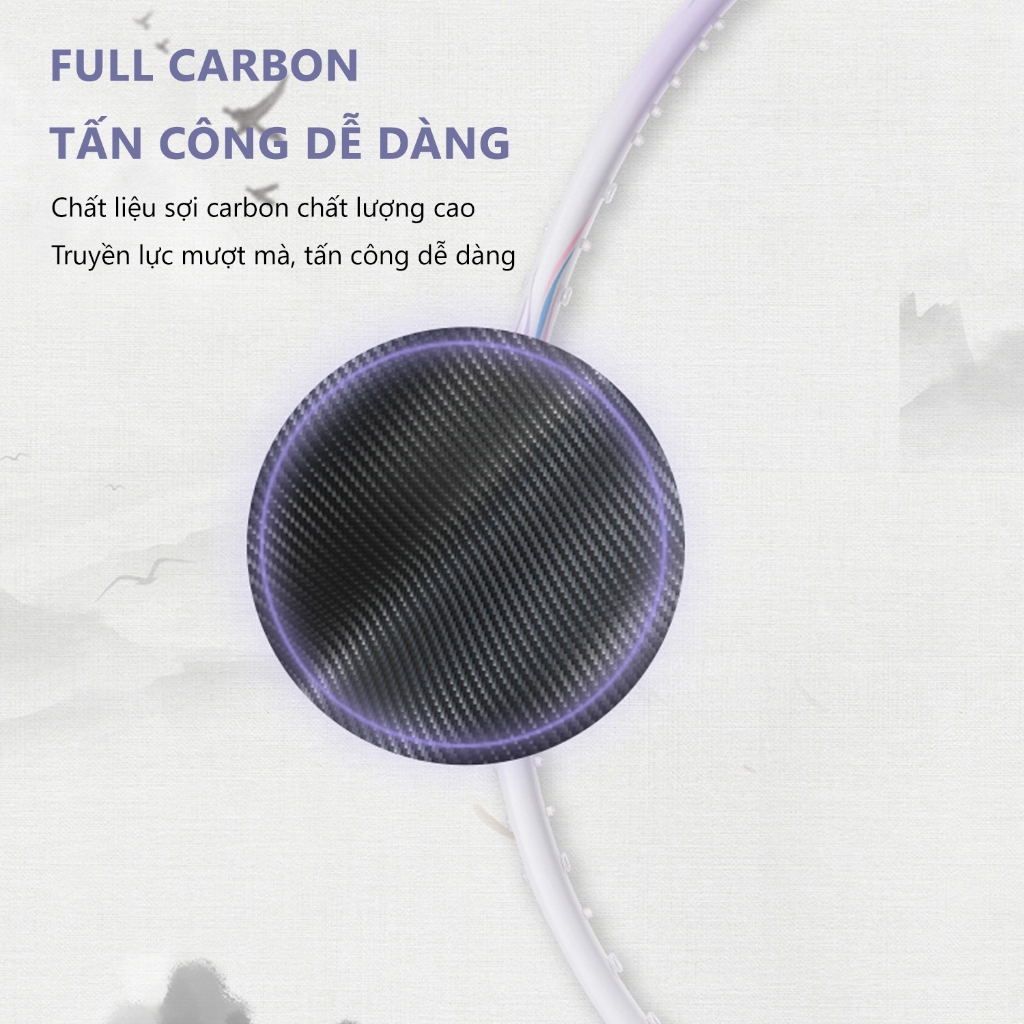 FULL CARBON
TẤN CÔNG DỄ DÀNG
Chất liệu sợi carbon chất lượng cao
Truyền lực mượt mà, tấn công dễ dàng